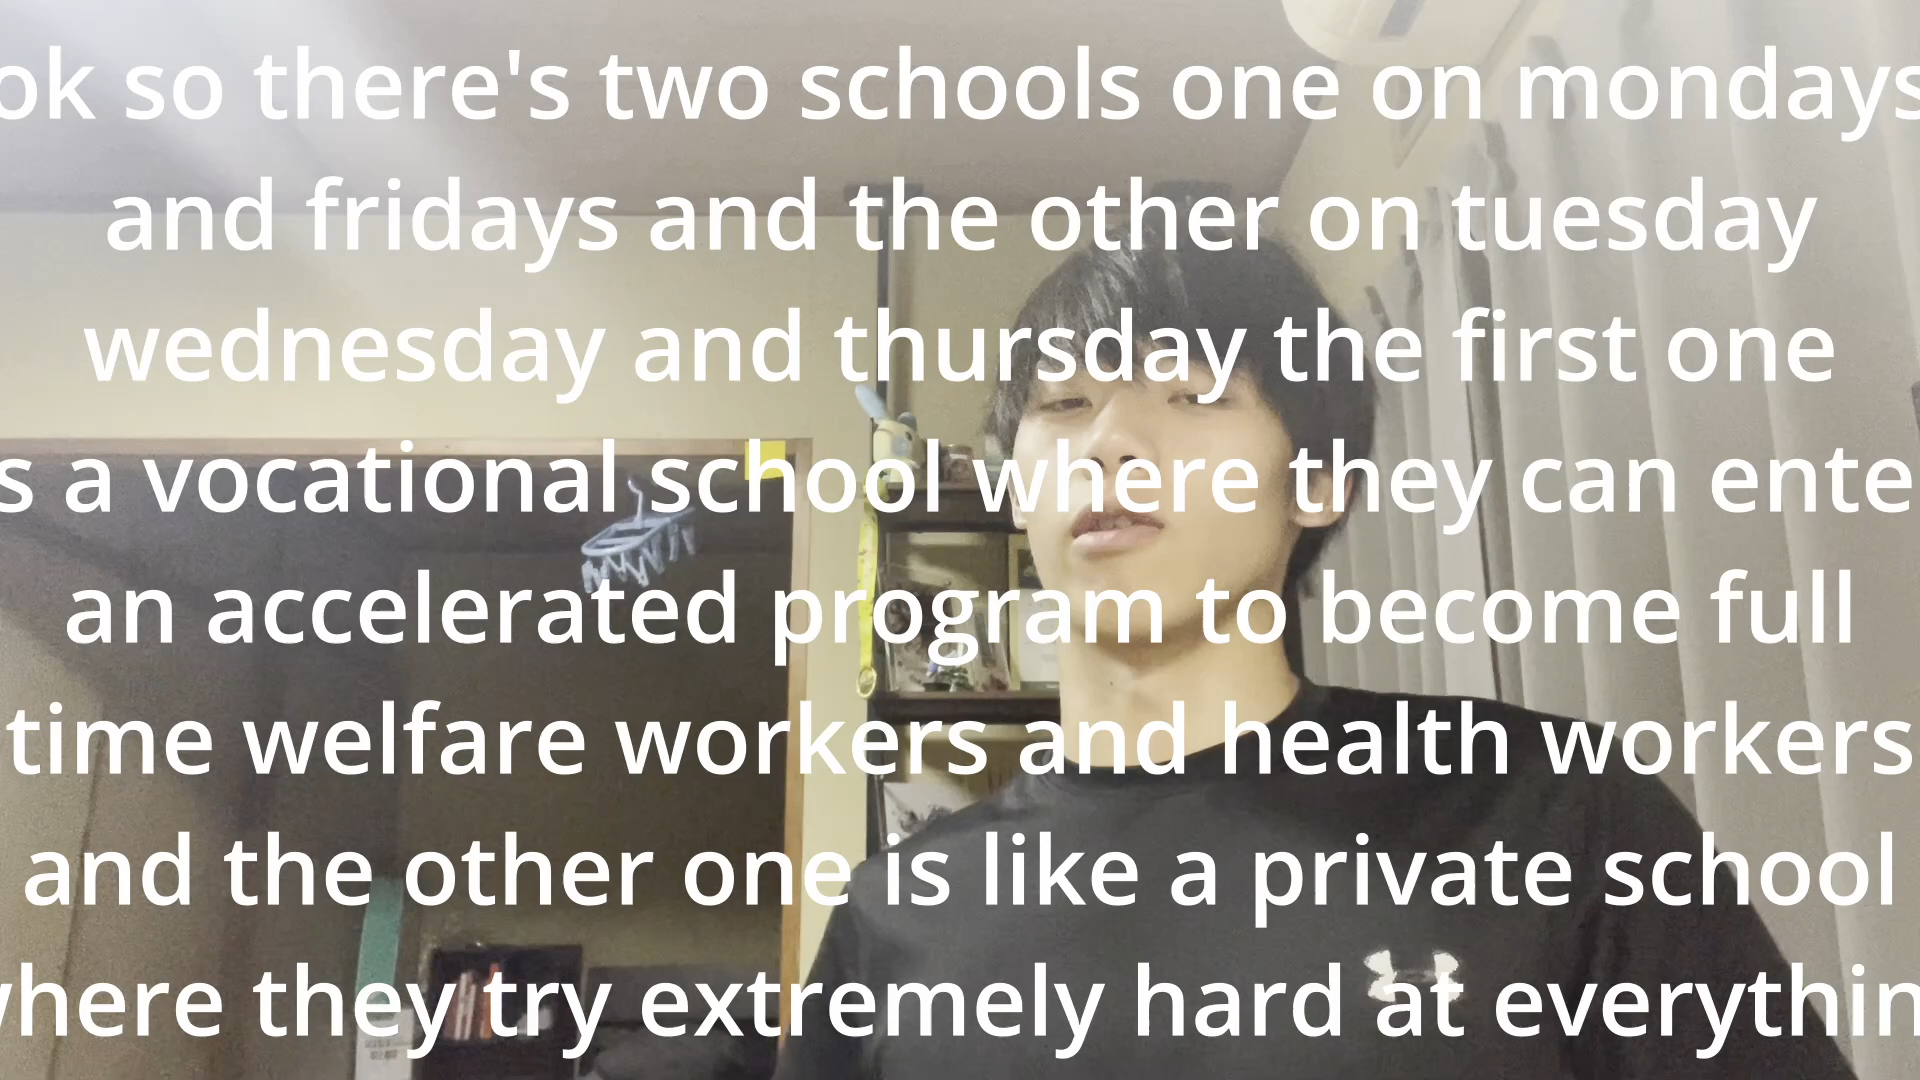 ok so there's two schools one on mondays
and fridays and the other on tuesday
wednesday and thursday the first one
s a vocational school where they can ente
an accelerated program to become full
time welfare workers and health workers
and the other one is like a private school
where they try extremely hard at everythin